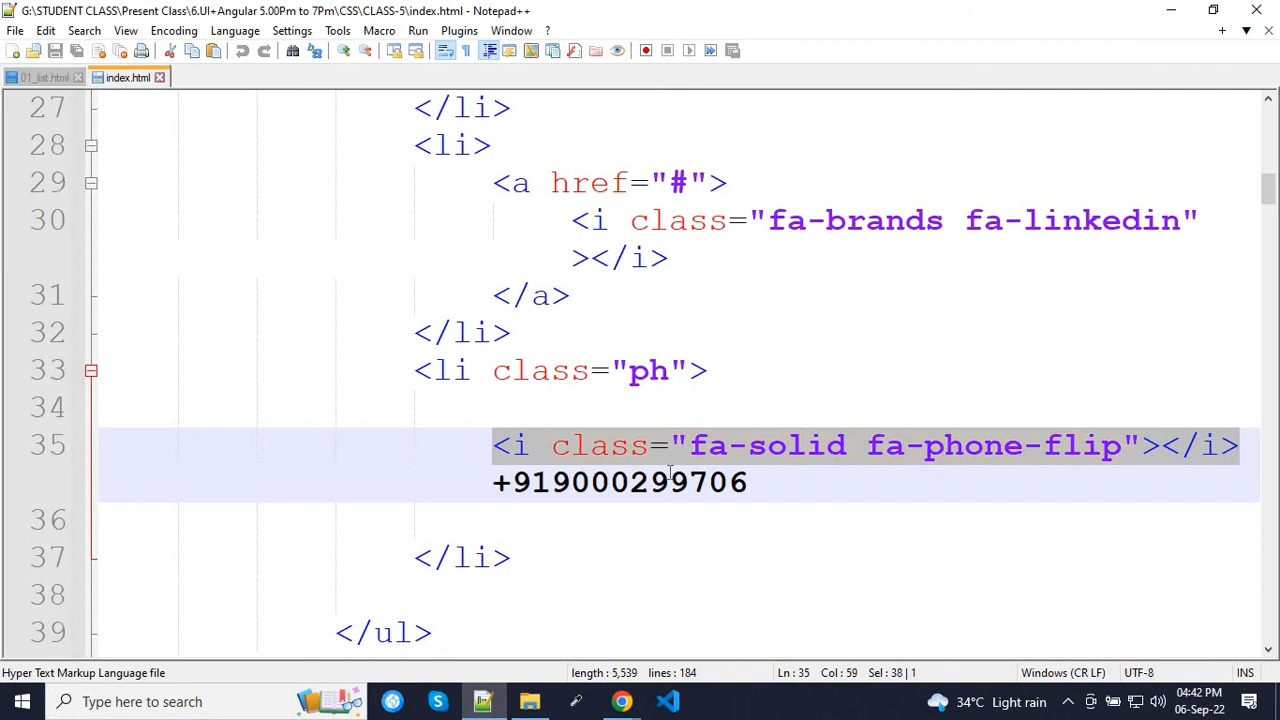 G:\STUDENT CLASS\Present Class\6.UI+Angular 5.00Pm to 7Pm\CSS\CLASS-5\index.html - Notepad++
File Edit Search View Encoding Language Settings Tools Macro Run Plugins Window ?
01_list.html index.html
27 </li>
28 <li>
29 <a href="#">
30 <i class="fa-brands fa-linkedin"
></i>
31 </a>
32 </li>
33 <li class="ph">
34
35 <i class="fa-solid fa-phone-flip"></i>
+919000299706
36
37 </li>
38
39 </ul>
Hyper Text Markup Language file length : 5,539 lines : 184 Ln : 35 Col : 59 Sel : 38 | 1 Windows (CR LF) UTF-8 INS
Type here to search 34°C Light rain 04:42 PM
06-Sep-22